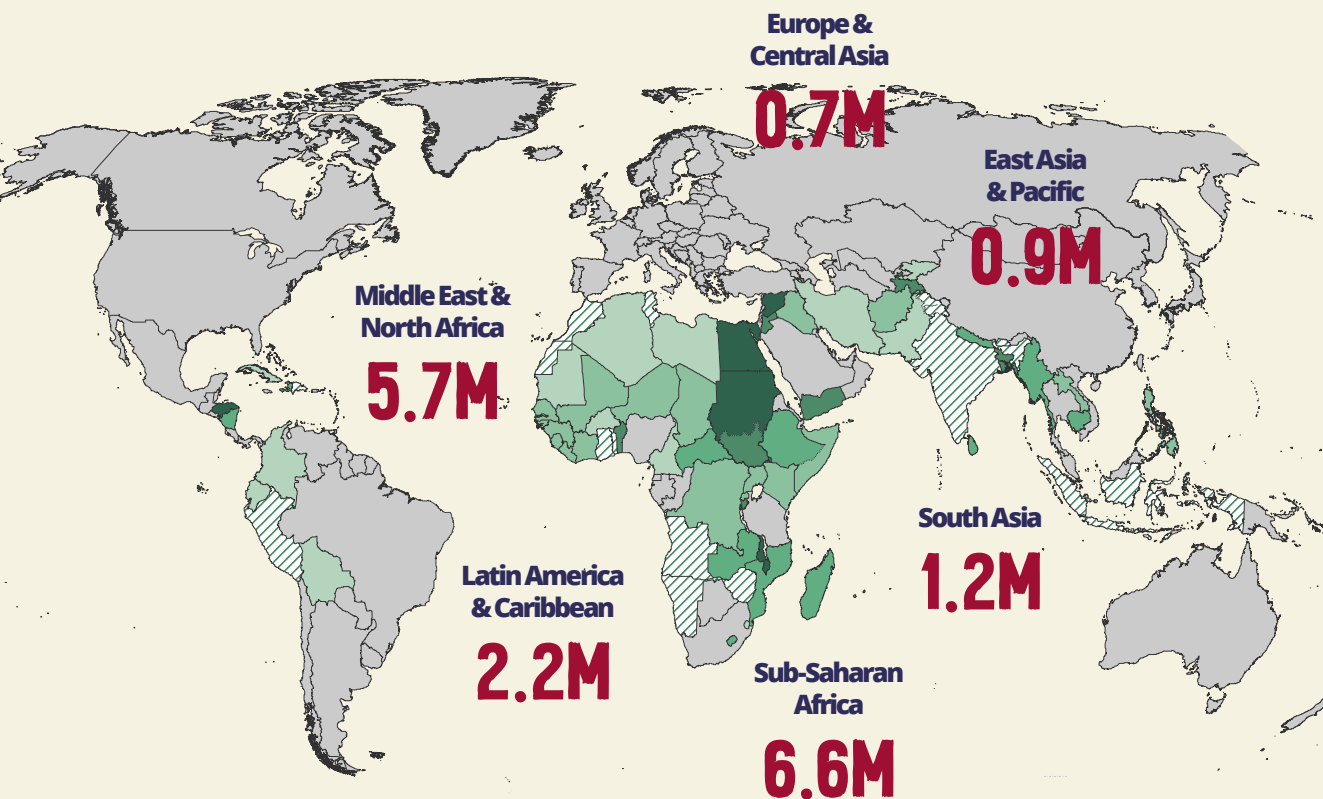 Europe &
Central Asia
0.7M
East Asia
& Pacific
0.9M
Middle East &
North Africa
5.7M
South Asia
1.2M
Latin America
& Caribbean
2.2M
Sub-Saharan
Africa
6.6M